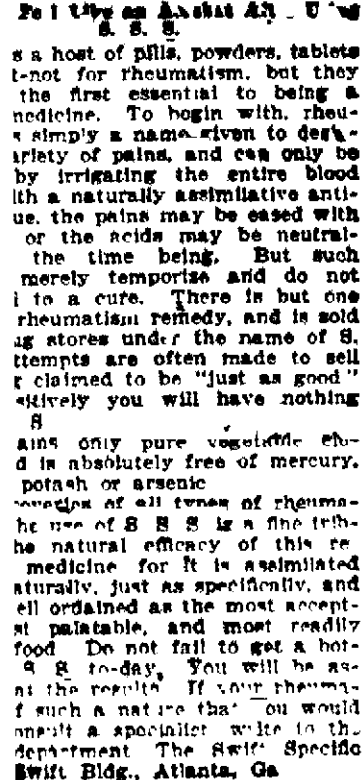 S. S. S.
s a host of pills, powders, tablets
t-not for rheumatism, but they
the first essential to being a
medicine. To begin with, rheu-
s simply a name given to desig-
ariety of pains, and can only be
by irrigating the entire blood
ith a naturally assimilative anti-
ue, the pains may be eased with
or the acids may be neutral-
the time being. But such
merely temporize and do not
l to a cure. There is but one
rheumatism remedy, and is sold
ug stores under the name of S.
ttempts are often made to sell
g claimed to be "just as good"
sitively you will have nothing
S
ains only pure vegetable ele-
d is absolutely free of mercury,
potash or arsenic
of all types of rheuma-
he use of S S S is a fine trib-
he natural efficacy of this re-
medicine for it is assimilated
aturally, just as specifically, and
ell ordained as the most accept-
st palatable, and most readily
food Do not fail to get a bot-
S S to-day, You will be as-
at the results If your rheuma-
f such a nature that ou would
onsult a specialist write to th
department The Swift Specific
Swift Bldg., Atlanta, Ga